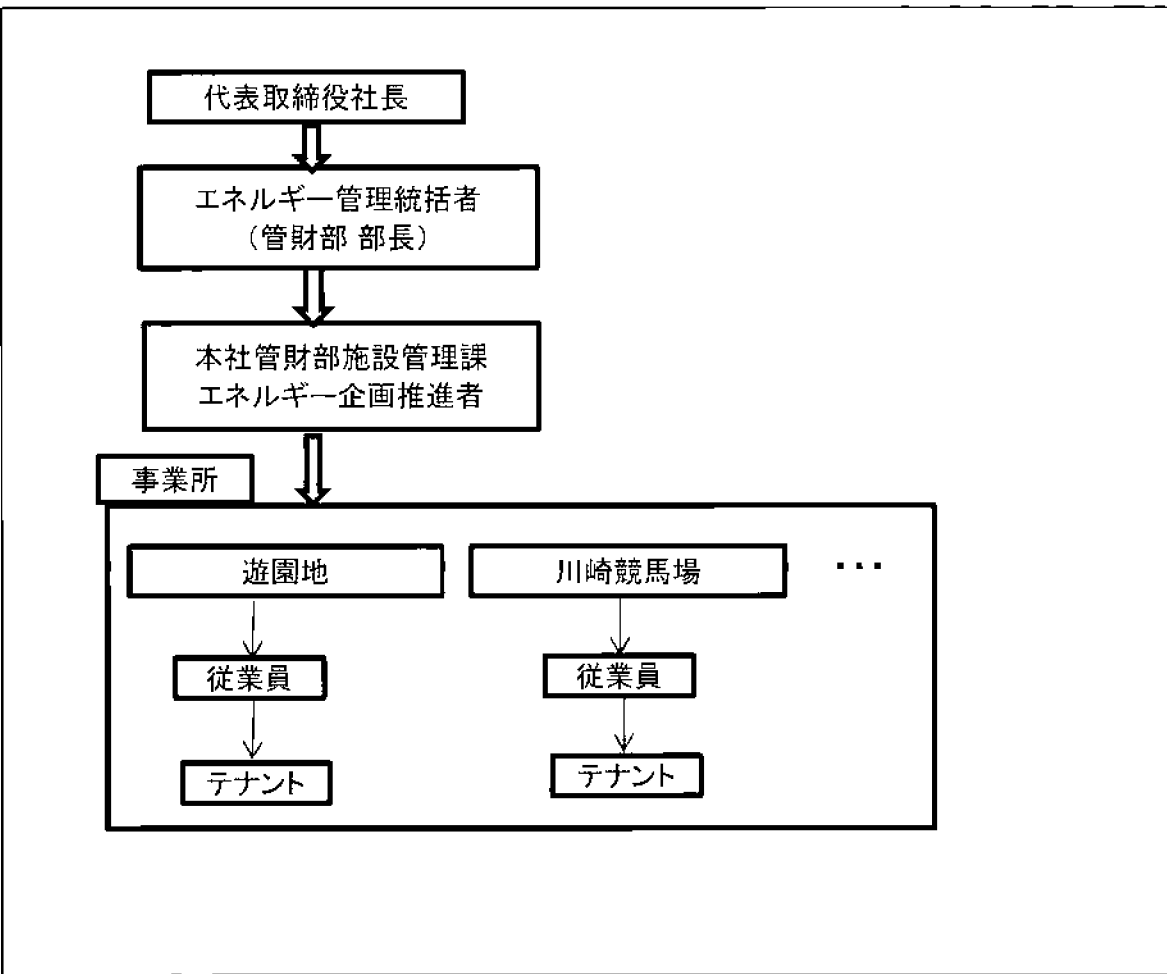 代表取締役社長
エネルギー管理統括者
（管財部 部長）
本社管財部施設管理課
エネルギー企画推進者
事業所
遊園地
川崎競馬場
・・・
従業員
従業員
テナント
テナント